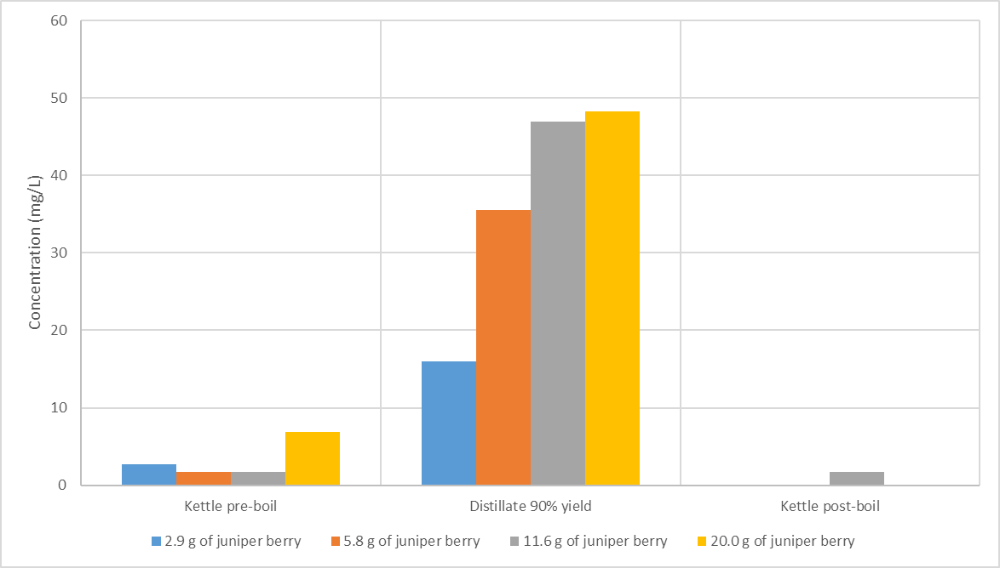 60
50
40
30
20
10
0
Concentration (mg/L)
Kettle pre-boil
Distillate 90% yield
Kettle post-boil
2.9 g of juniper berry
5.8 g of juniper berry
11.6 g of juniper berry
20.0 g of juniper berry